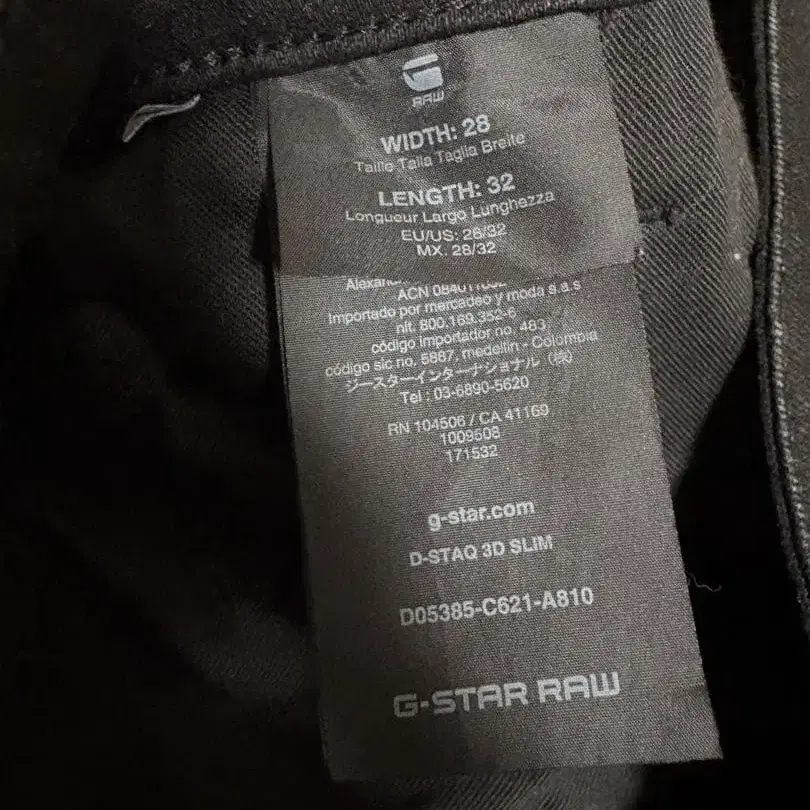 G
RAW
WIDTH: 28
Taille Talla Taglia Breite
LENGTH: 32
Longueur Largo Lunghezza
EU/US: 28/32
MX. 28/32
ACN
Importado por mercadeo y moda s.a.s
nit. 800.169.352-6
código importador no. 483
código sic no. 5887, medellin - Colombia
ジースターインターナショナル（株）
Tel : 03-6890-5620
RN 104506 / CA 41169
1009508
171532
g-star.com
D-STAQ 3D SLIM
D05385-C621-A810
G-STAR RAW